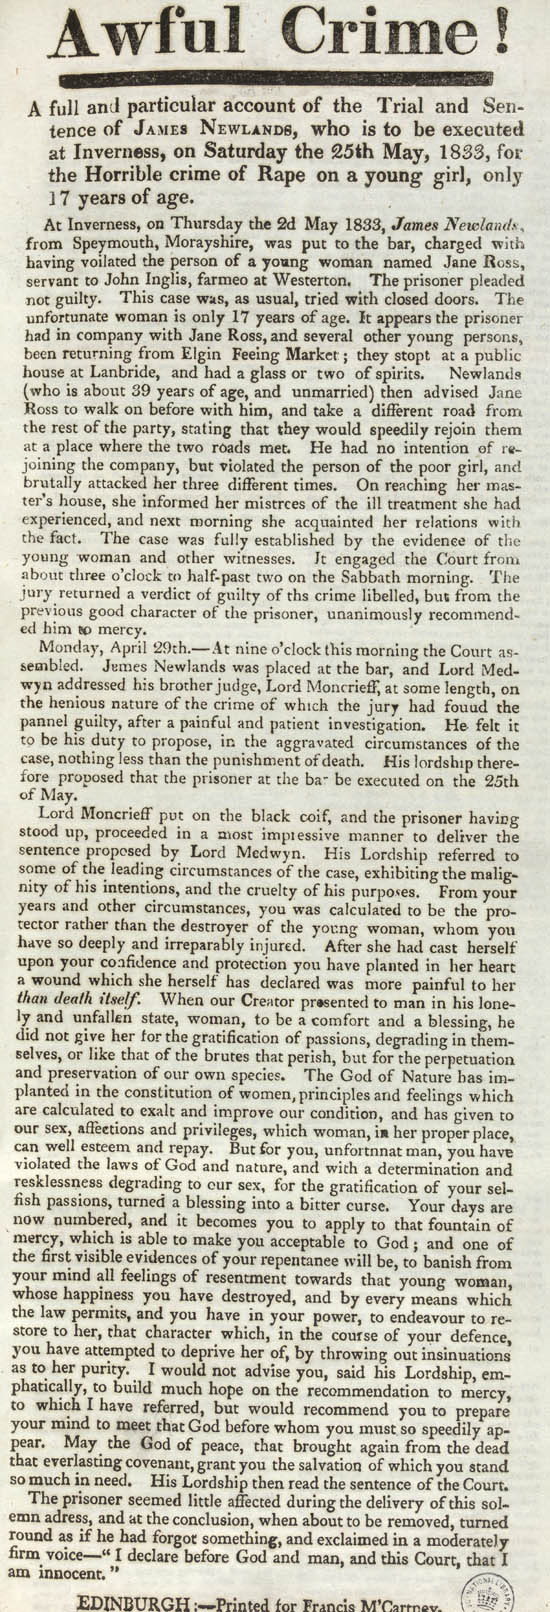 Awful Crime!
A full and particular account of the Trial and Sen-
tence of JAMES NEWLANDS, who is to be executed
at Inverness, on Saturday the 25th May, 1833, for
the Horrible crime of Rape on a young girl, only
17 years of age.
At Inverness, on Thursday the 2d May 1833, James Newlands,
from Speymouth, Morayshire, was put to the bar, charged with
having voilated the person of a young woman named Jane Ross,
servant to John Inglis, farmeo at Westerton. The prisoner pleaded
not guilty. This case was, as usual, tried with closed doors. The
unfortunate woman is only 17 years of age. It appears the prisoner
had in company with Jane Ross, and several other young persons,
been returning from Elgin Feeing Market; they stopt at a public
house at Lanbride, and had a glass or two of spirits. Newlands
(who is about 39 years of age, and unmarried) then advised Jane
Ross to walk on before with him, and take a different road from
the rest of the party, stating that they would speedily rejoin them
at a place where the two roads met. He had no intention of re-
joining the company, but violated the person of the poor girl, and
brutally attacked her three different times. On reaching her mas-
ter's house, she informed her mistrces of the ill treatment she had
experienced, and next morning she acquainted her relations with
the fact. The case was fully established by the evidence of the
young woman and other witnesses. It engaged the Court from
about three o'clock to half-past two on the Sabbath morning. The
jury returned a verdict of guilty of ths crime libelled, but from the
previous good character of the prisoner, unanimously recommend-
ed him to mercy.
Monday, April 29th.—At nine o'clock this morning the Court as-
sembled. James Newlands was placed at the bar, and Lord Med-
wyn addressed his brother judge, Lord Moncrieff, at some length, on
the henious nature of the crime of which the jury had fouud the
pannel guilty, after a painful and patient investigation. He felt it
to be his duty to propose, in the aggravated circumstances of the
case, nothing less than the punishment of death. His lordship there-
fore proposed that the prisoner at the bar be executed on the 25th
of May.
Lord Moncrieff put on the black coif, and the prisoner having
stood up, proceeded in a most impressive manner to deliver the
sentence proposed by Lord Medwyn. His Lordship referred to
some of the leading circumstances of the case, exhibiting the malig-
nity of his intentions, and the cruelty of his purposes. From your
years and other circumstances, you was calculated to be the pro-
tector rather than the destroyer of the young woman, whom you
have so deeply and irreparably injured. After she had cast herself
upon your confidence and protection you have planted in her heart
a wound which she herself has declared was more painful to her
than death itself. When our Creator presented to man in his lone-
ly and unfallen state, woman, to be a comfort and a blessing, he
did not give her for the gratification of passions, degrading in them-
selves, or like that of the brutes that perish, but for the perpetuation
and preservation of our own species. The God of Nature has im-
planted in the constitution of women, principles and feelings which
are calculated to exalt and improve our condition, and has given to
our sex, affections and privileges, which woman, in her proper place,
can well esteem and repay. But for you, unfortnnat man, you have
violated the laws of God and nature, and with a determination and
resklessness degrading to our sex, for the gratification of your sel-
fish passions, turned a blessing into a bitter curse. Your days are
now numbered, and it becomes you to apply to that fountain of
mercy, which is able to make you acceptable to God; and one of
the first visible evidences of your repentanee will be, to banish from
your mind all feelings of resentment towards that young woman,
whose happiness you have destroyed, and by every means which
the law permits, and you have in your power, to endeavour to re-
store to her, that character which, in the course of your defence,
you have attempted to deprive her of, by throwing out insinuations
as to her purity. I would not advise you, said his Lordship, em-
phatically, to build much hope on the recommendation to mercy,
to which I have referred, but would recommend you to prepare
your mind to meet that God before whom you must so speedily ap-
pear. May the God of peace, that brought again from the dead
that everlasting covenant, grant you the salvation of which you stand
so much in need. His Lordship then read the sentence of the Court.
The prisoner seemed little affected during the delivery of this sol-
emn adress, and at the conclusion, when about to be removed, turned
round as if he had forgot something, and exclaimed in a moderately
firm voice—"I declare before God and man, and this Court, that I
am innocent."
EDINBURGH:—Printed for Francis M'Cartney.